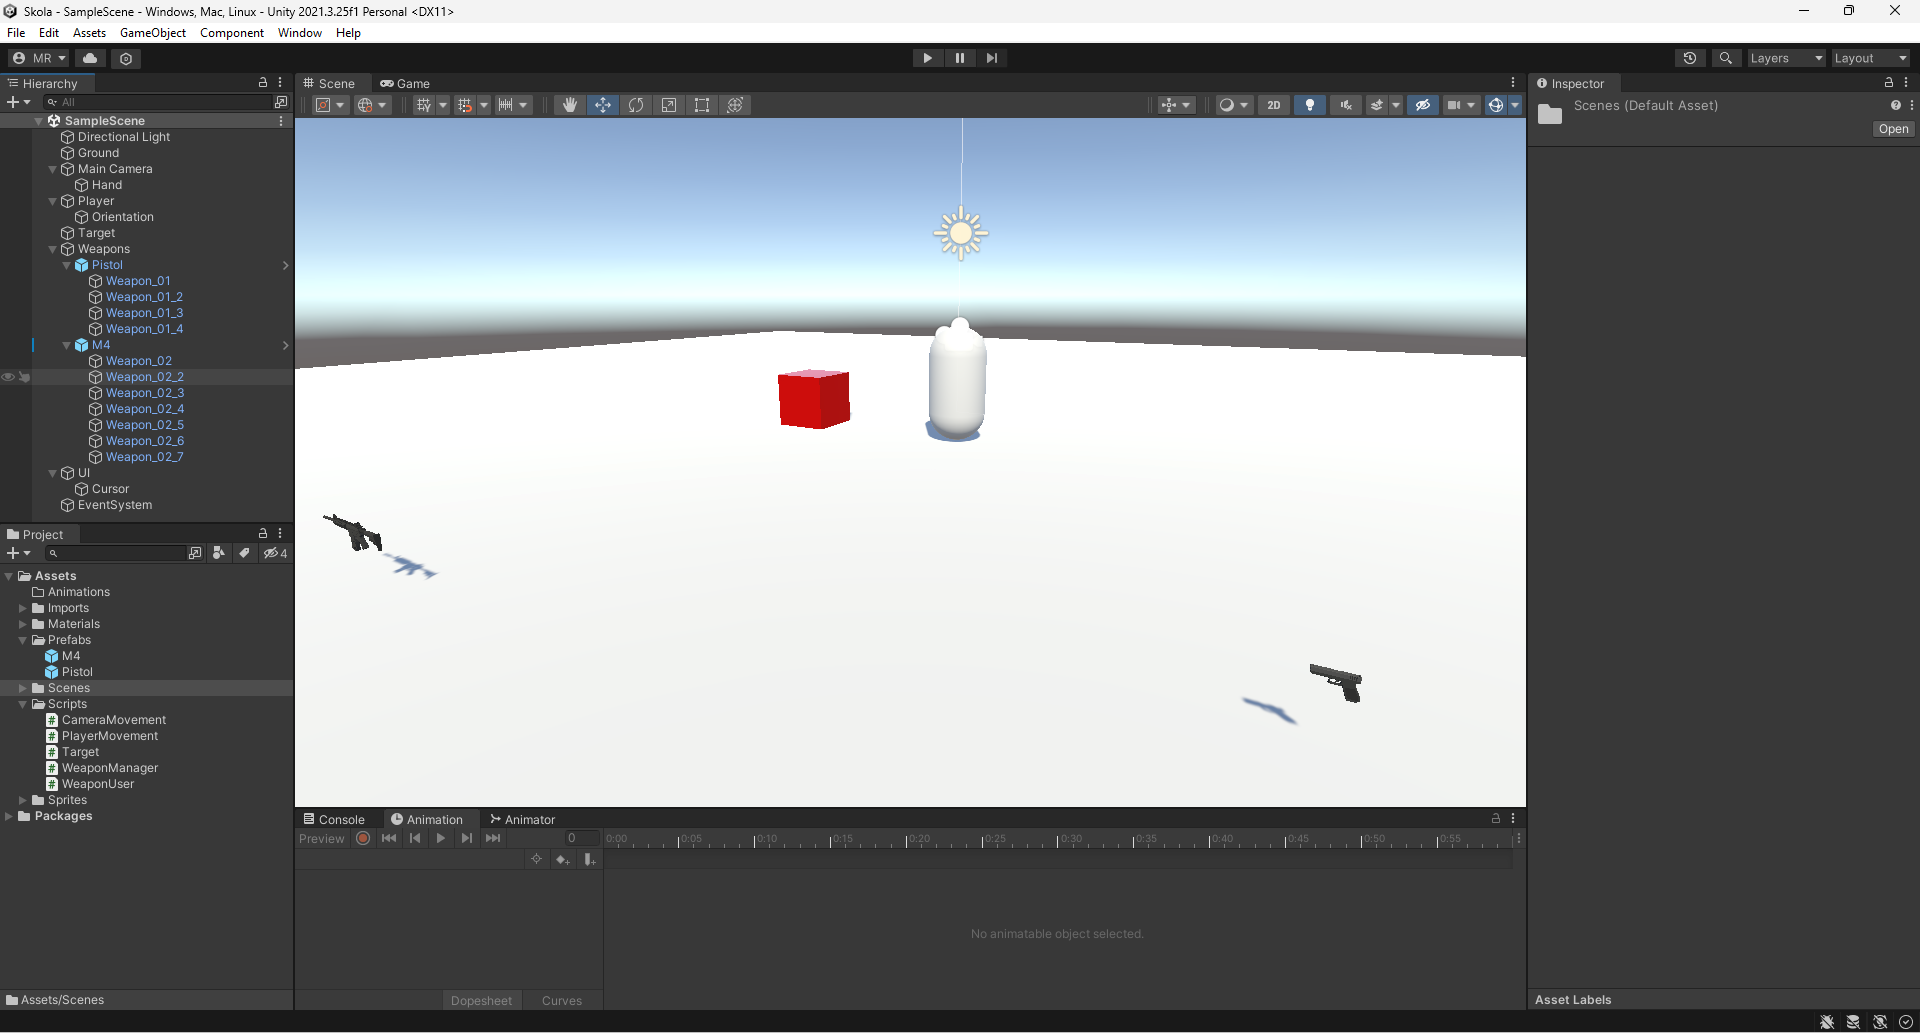 Skola - SampleScene - Windows, Mac, Linux - Unity 2021.3.25f1 Personal <DX11>
File Edit Assets GameObject Component Window Help
MR
Layers Layout
Hierarchy
All
SampleScene
Directional Light
Ground
Main Camera
Hand
Player
Orientation
Target
Weapons
Pistol
Weapon_01
Weapon_01_2
Weapon_01_3
Weapon_01_4
M4
Weapon_02
Weapon_02_2
Weapon_02_3
Weapon_02_4
Weapon_02_5
Weapon_02_6
Weapon_02_7
UI
Cursor
EventSystem
Project
4
Assets
Animations
Imports
Materials
Prefabs
M4
Pistol
Scenes
Scripts
CameraMovement
PlayerMovement
Target
WeaponManager
WeaponUser
Sprites
Packages
Assets/Scenes
Scene Game
2D
Console Animation Animator
Preview 0 0:00 0:05 0:10 0:15 0:20 0:25 0:30 0:35 0:40 0:45 0:50 0:55
No animatable object selected.
Dopesheet Curves
Inspector
Scenes (Default Asset)
Open
Asset Labels